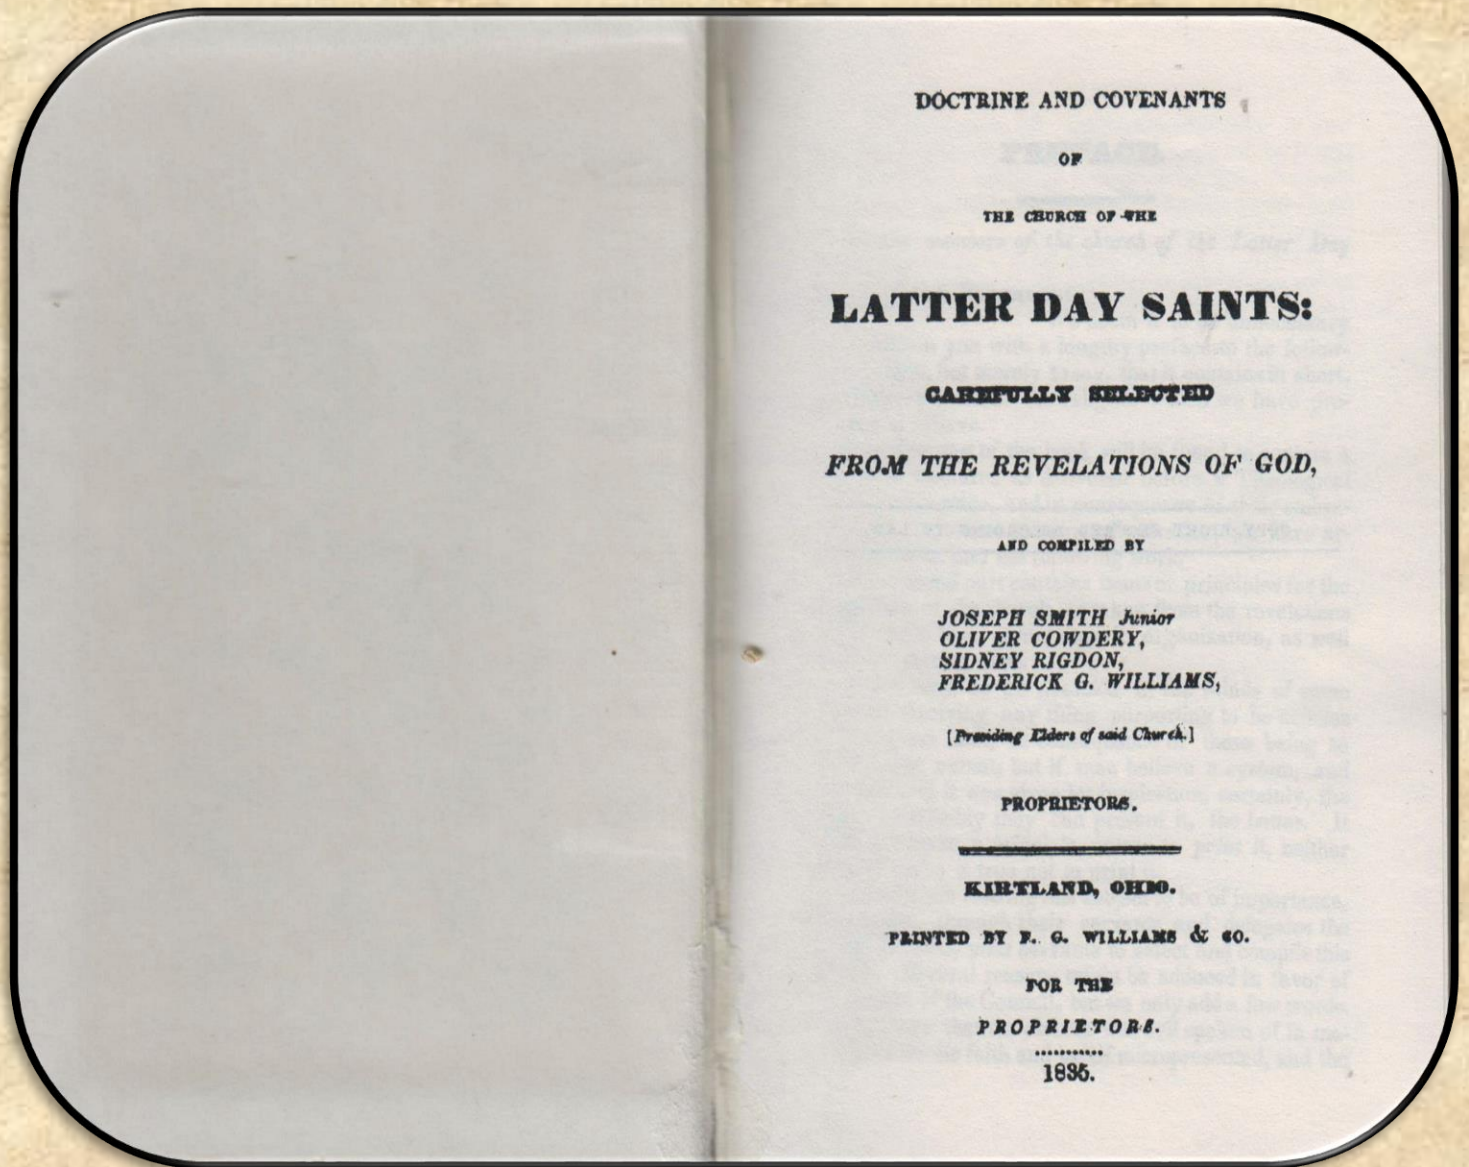 DOCTRINE AND COVENANTS
OF
THE CHURCH OF THE
LATTER DAY SAINTS:
CAREFULLY SELECTED
FROM THE REVELATIONS OF GOD,
AND COMPILED BY
JOSEPH SMITH Junior
OLIVER COWDERY,
SIDNEY RIGDON,
FREDERICK G. WILLIAMS,
[Presiding Elders of said Church.]
PROPRIETORS.
KIRTLAND, OHIO.
PRINTED BY F. G. WILLIAMS & CO.
FOR THE
PROPRIETORS.
1835.